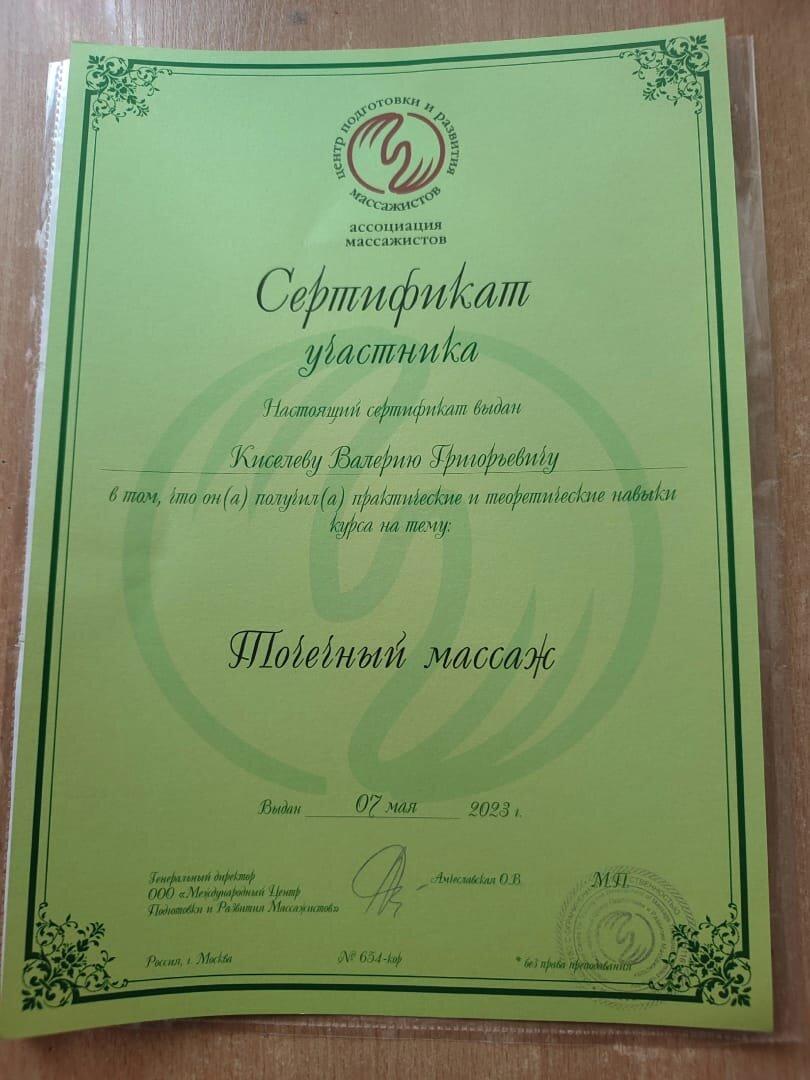 центр подготовки и развития
массажистов
ассоциация
массажистов
Сертификат
участника
Настоящий сертификат выдан
Киселеву Валерию Григорьевичу
в том, что он(а) получил(а) практические и теоретические навыки
курса на тему:
Точечный массаж
Выдан 07 мая 2023 г.
Генеральный директор
ООО «Международный Центр
Подготовки и Развития Массажистов»
Амчеславская О.В.
М.П.
Россия, г. Москва
№ 654-кор
* без права преподавания